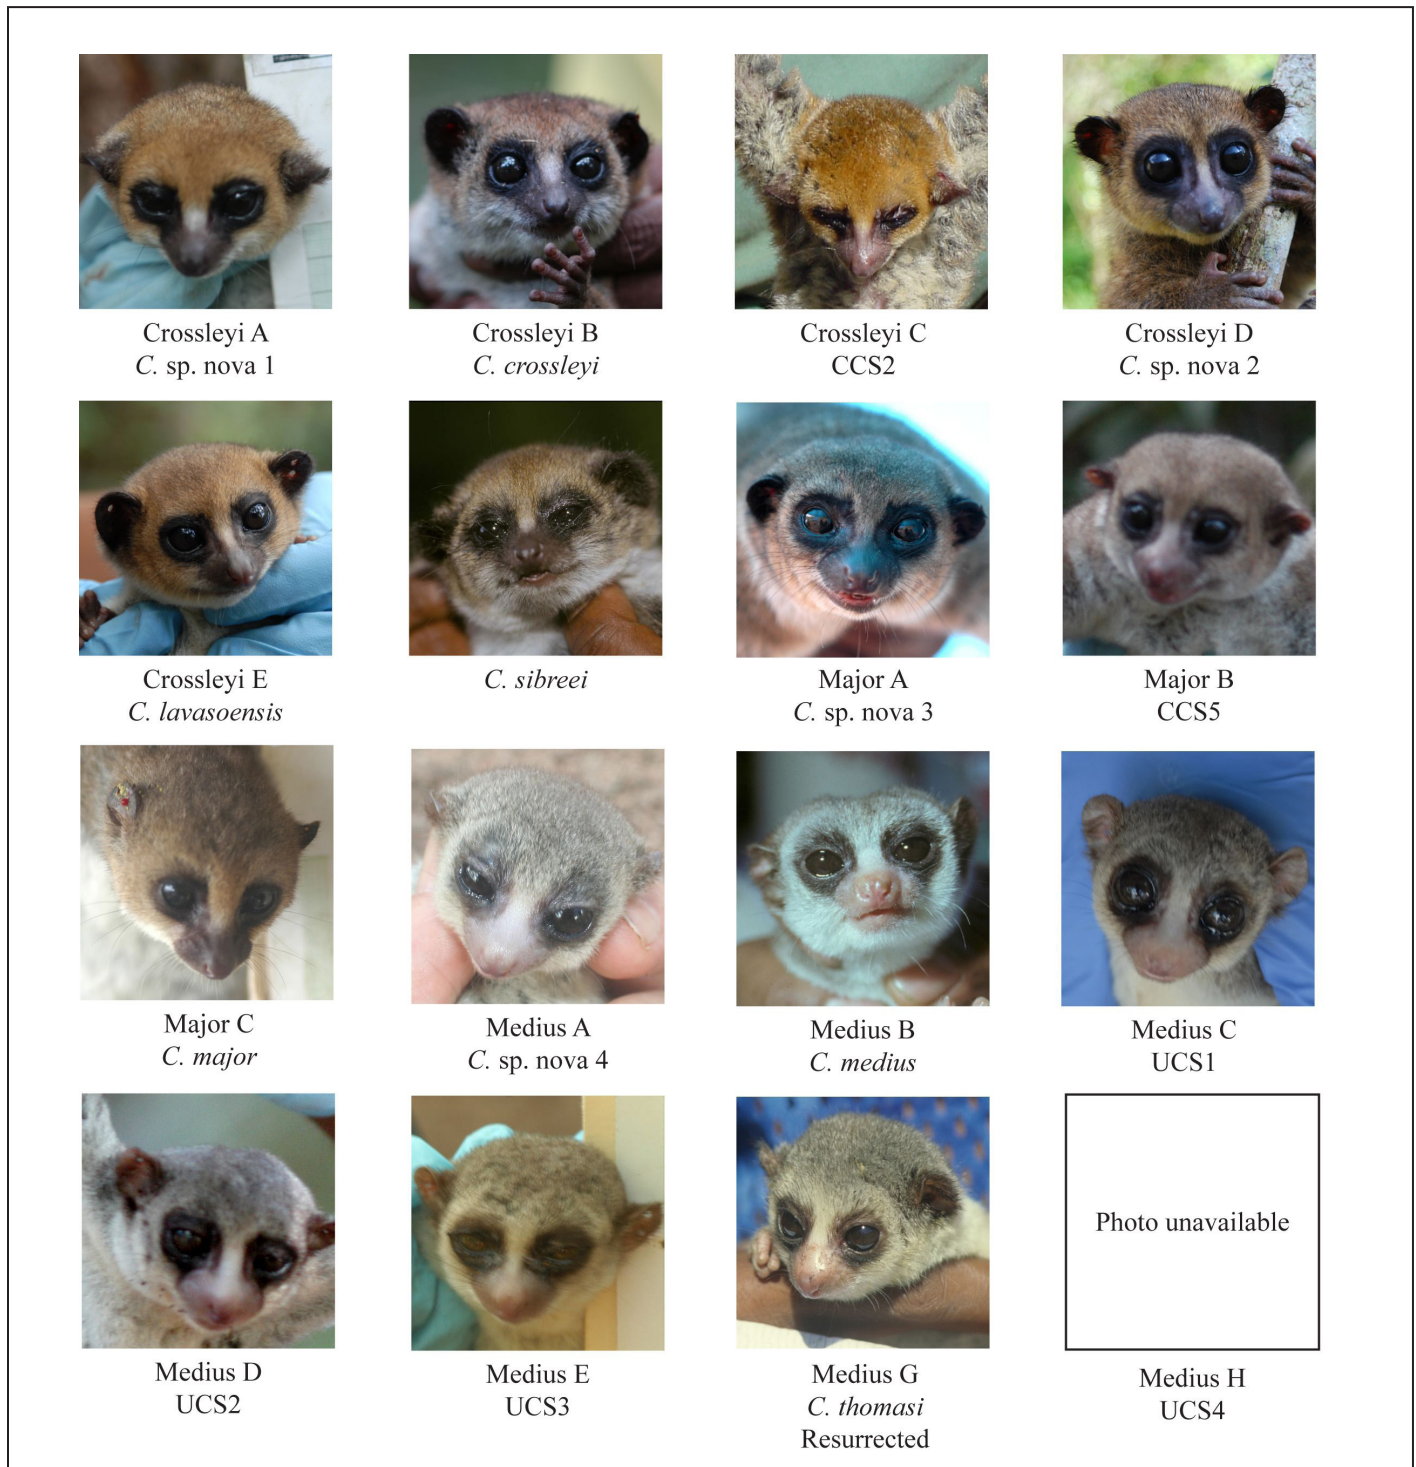 Crossleyi A
C. sp. nova 1
Crossleyi B
C. crossleyi
Crossleyi C
CCS2
Crossleyi D
C. sp. nova 2
Crossleyi E
C. lavasoensis
C. sibreei
Major A
C. sp. nova 3
Major B
CCS5
Major C
C. major
Medius A
C. sp. nova 4
Medius B
C. medius
Medius C
UCS1
Medius D
UCS2
Medius E
UCS3
Medius G
C. thomasi
Resurrected
Photo unavailable
Medius H
UCS4